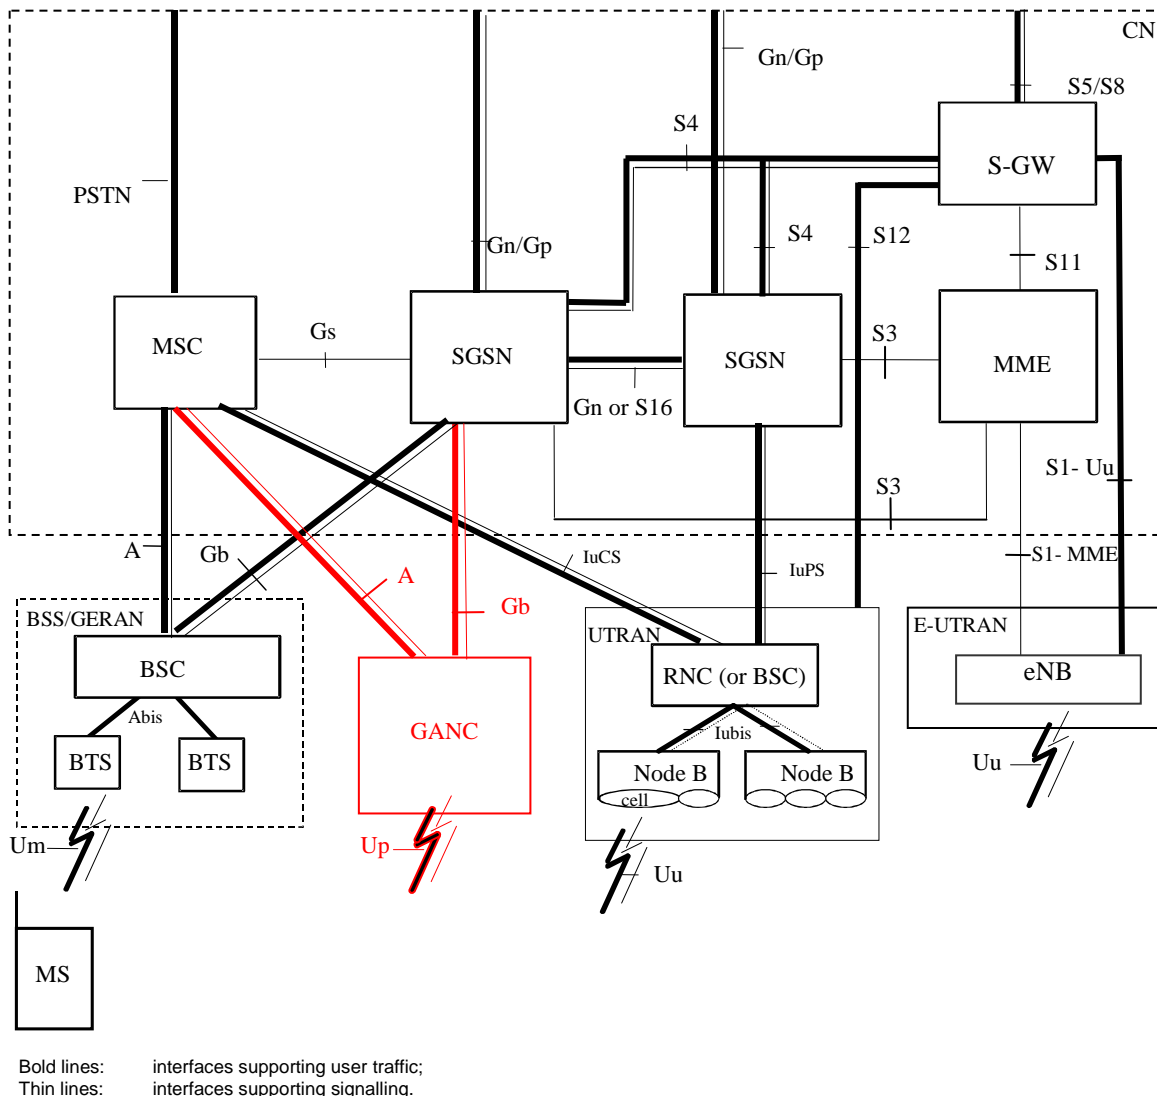 CN
Gn/Gp
S5/S8
S4
S-GW
PSTN
Gn/Gp
S4
S12
S11
MSC
Gs
SGSN
SGSN
S3
MME
Gn or S16
S1- Uu
S3
A
Gb
IuCS
IuPS
S1- MME
A
Gb
BSS/GERAN
UTRAN
E-UTRAN
BSC
RNC (or BSC)
eNB
Abis
GANC
Iubis
BTS
BTS
Node B
Node B
Uu
cell
Um
Up
Uu
MS
Bold lines: interfaces supporting user traffic;
Thin lines: interfaces supporting signalling.